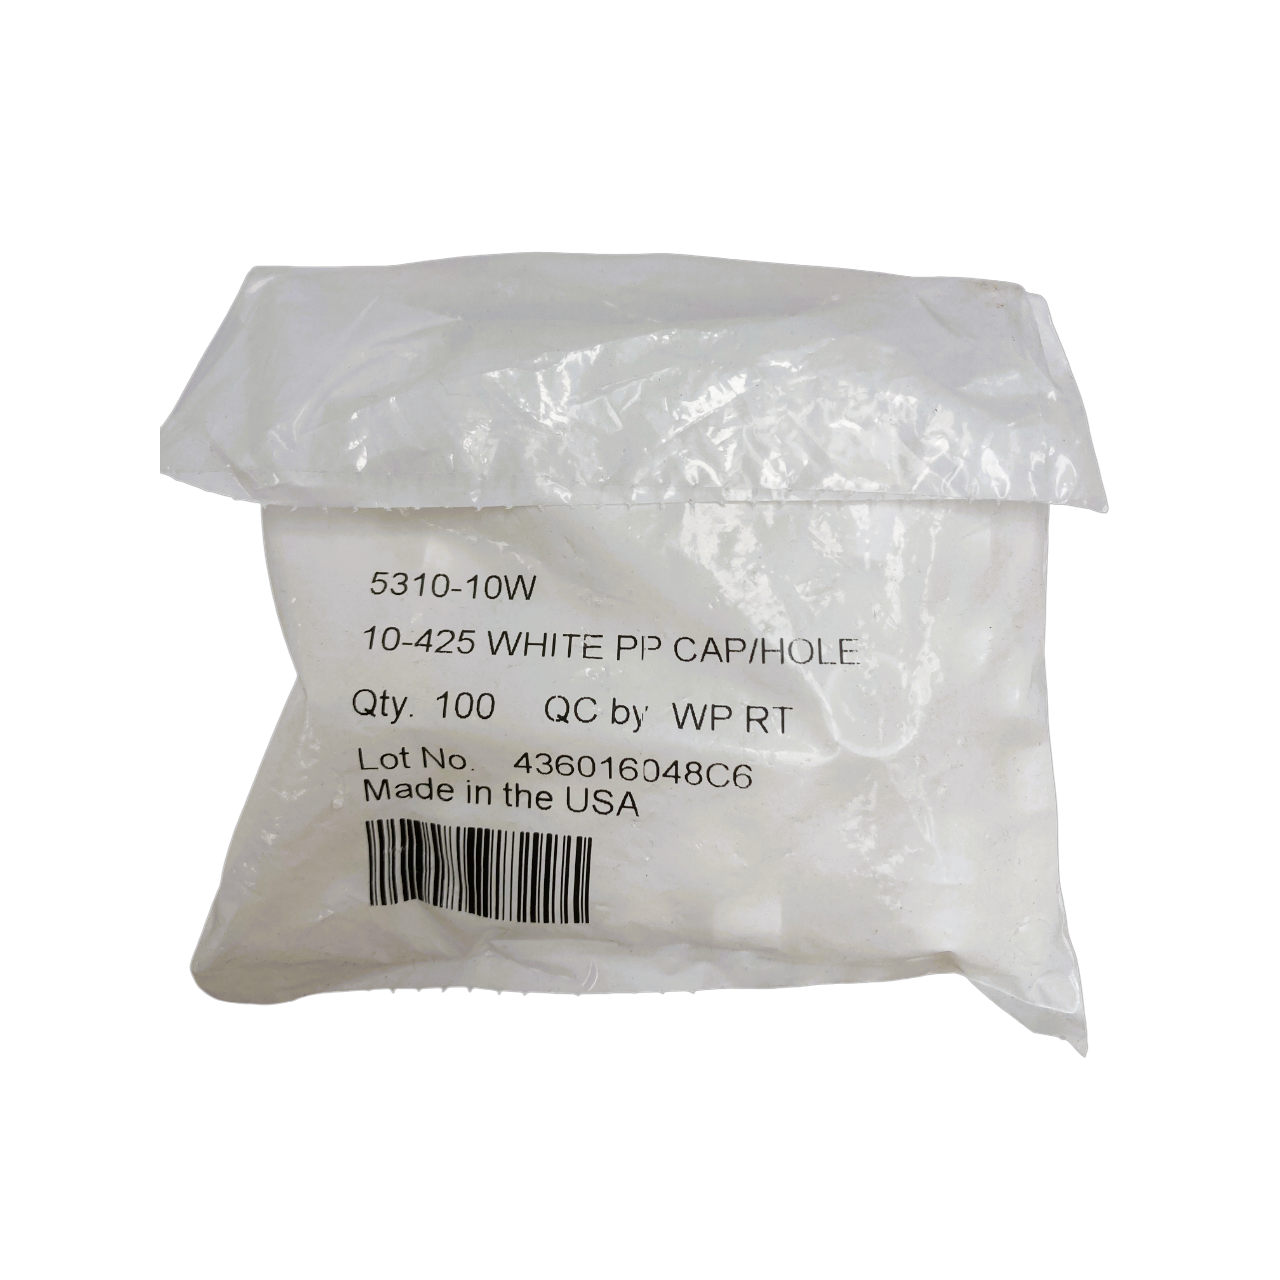 5310-10W
10-425 WHITE PP CAP/HOLE
Qty. 100 QC by WP RT
Lot No. 436016048C6
Made in the USA